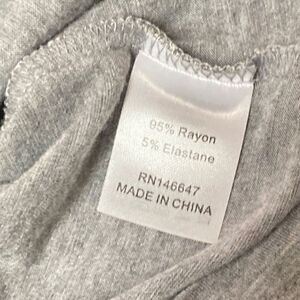 95% Rayon
5% Elastane
RN146647
MADE IN CHINA